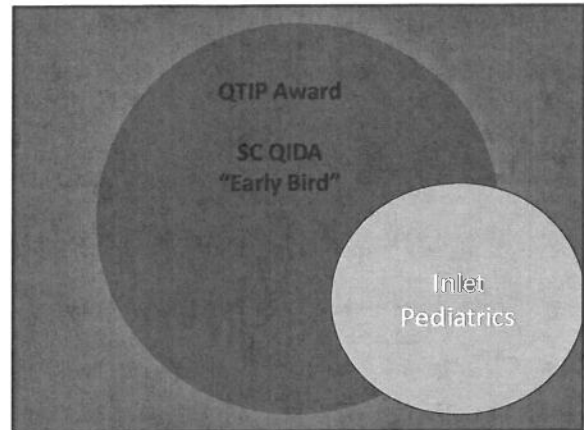 QTIP Award
SC QIDA
"Early Bird"
Inlet
Pediatrics